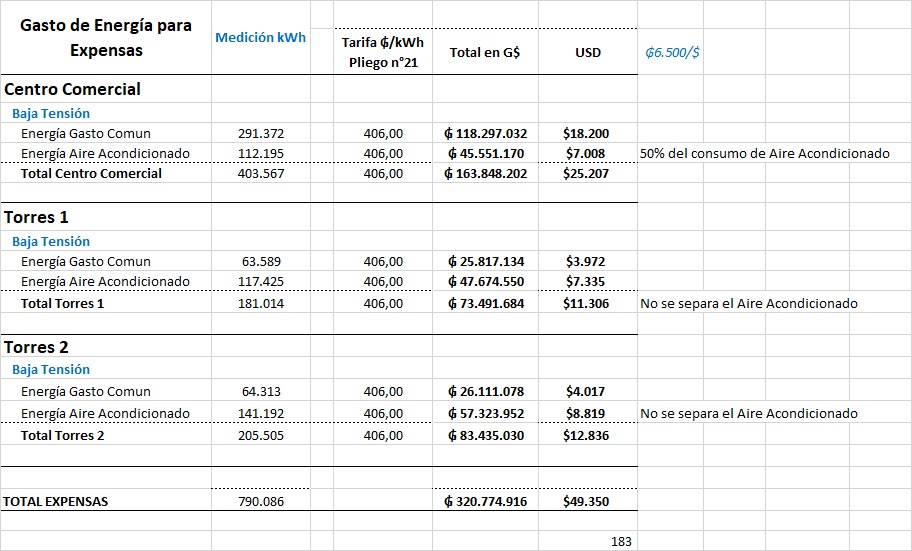 Gasto de Energía para Expensas Medición kWh Tarifa ₲/kWh Pliego n°21 Total en G$ USD ₲6.500/$
Centro Comercial
Baja Tensión
Energía Gasto Comun 291.372 406,00 ₲ 118.297.032 $18.200
Energía Aire Acondicionado 112.195 406,00 ₲ 45.551.170 $7.008 50% del consumo de Aire Acondicionado
Total Centro Comercial 403.567 406,00 ₲ 163.848.202 $25.207
Torres 1
Baja Tensión
Energía Gasto Comun 63.589 406,00 ₲ 25.817.134 $3.972
Energía Aire Acondicionado 117.425 406,00 ₲ 47.674.550 $7.335
Total Torres 1 181.014 406,00 ₲ 73.491.684 $11.306 No se separa el Aire Acondicionado
Torres 2
Baja Tensión
Energía Gasto Comun 64.313 406,00 ₲ 26.111.078 $4.017
Energía Aire Acondicionado 141.192 406,00 ₲ 57.323.952 $8.819 No se separa el Aire Acondicionado
Total Torres 2 205.505 406,00 ₲ 83.435.030 $12.836
TOTAL EXPENSAS 790.086 ₲ 320.774.916 $49.350
183